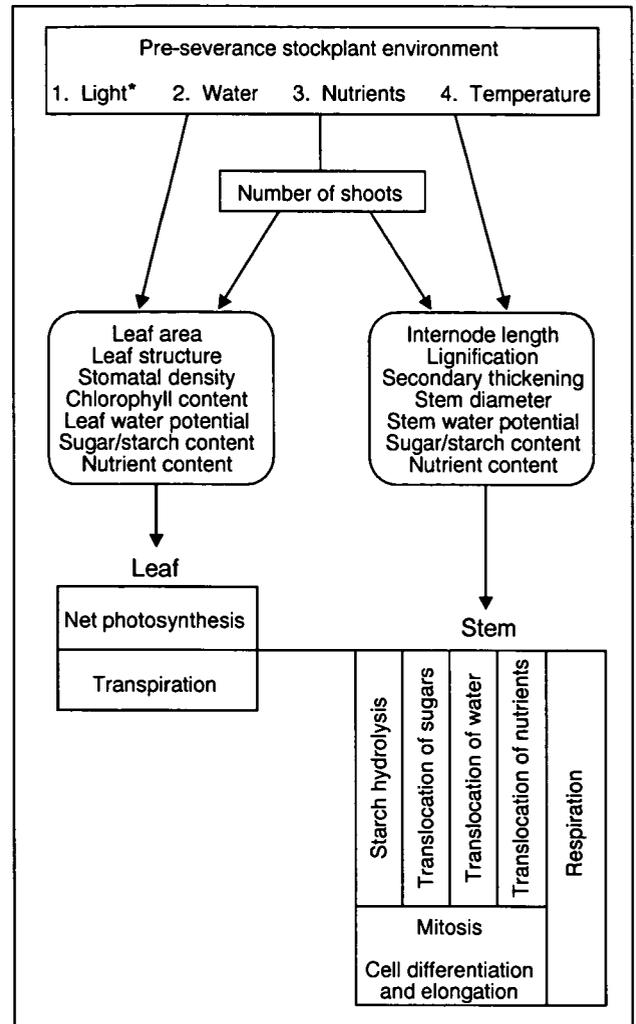 Pre-severance stockplant environment
1. Light* 2. Water 3. Nutrients 4. Temperature
Number of shoots
Leaf area
Leaf structure
Stomatal density
Chlorophyll content
Leaf water potential
Sugar/starch content
Nutrient content
Internode length
Lignification
Secondary thickening
Stem diameter
Stem water potential
Sugar/starch content
Nutrient content
Leaf
Net photosynthesis
Transpiration
Stem
Starch hydrolysis
Translocation of sugars
Translocation of water
Translocation of nutrients
Respiration
Mitosis
Cell differentiation
and elongation